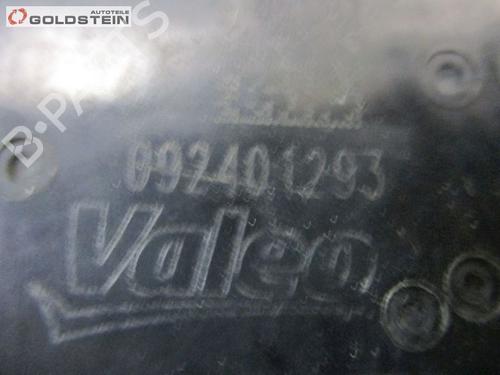 AUTOTEILE
GOLDSTEIN
B-PARTS
092401293
Valeo